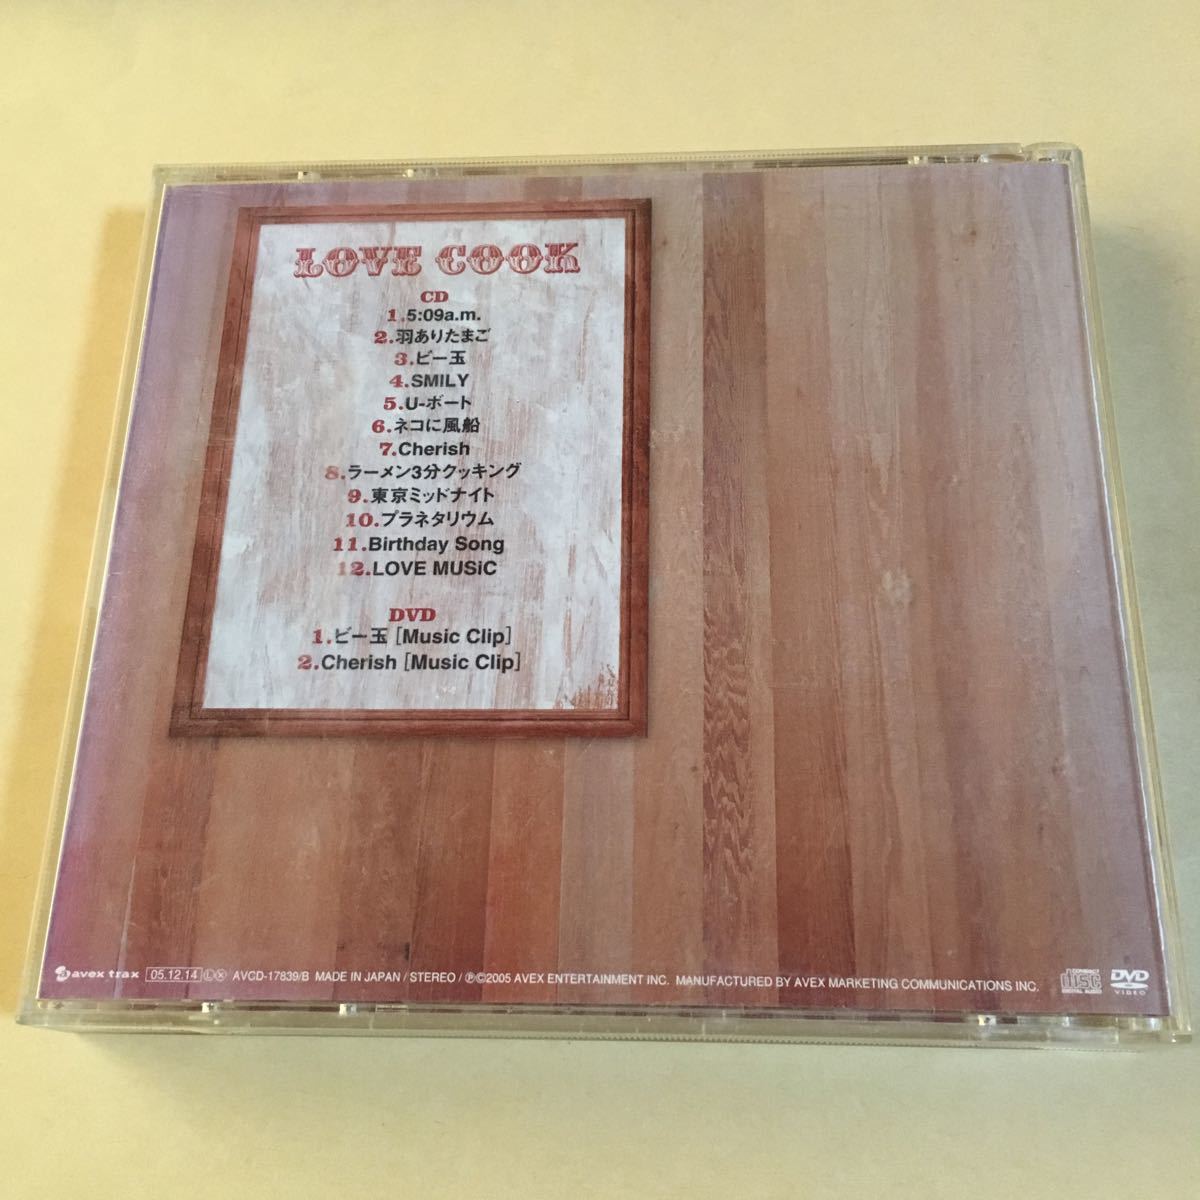 LOVE COOK
CD
1.5:09a.m.
2.羽ありたまご
3.ビー玉
4.SMILY
5.U-ボート
6.ネコに風船
7.Cherish
8.ラーメン3分クッキング
9.東京ミッドナイト
10.プラネタリウム
11.Birthday Song
12.LOVE MUSiC
DVD
1.ビー玉 [Music Clip]
2.Cherish [Music Clip]
avex trax 05.12.14 Ⓛ Ⓧ AVCD-17839/B MADE IN JAPAN / STEREO / ℗©2005 AVEX ENTERTAINMENT INC. MANUFACTURED BY AVEX MARKETING COMMUNICATIONS INC. COMPACT disc DIGITAL AUDIO DVD VIDEO